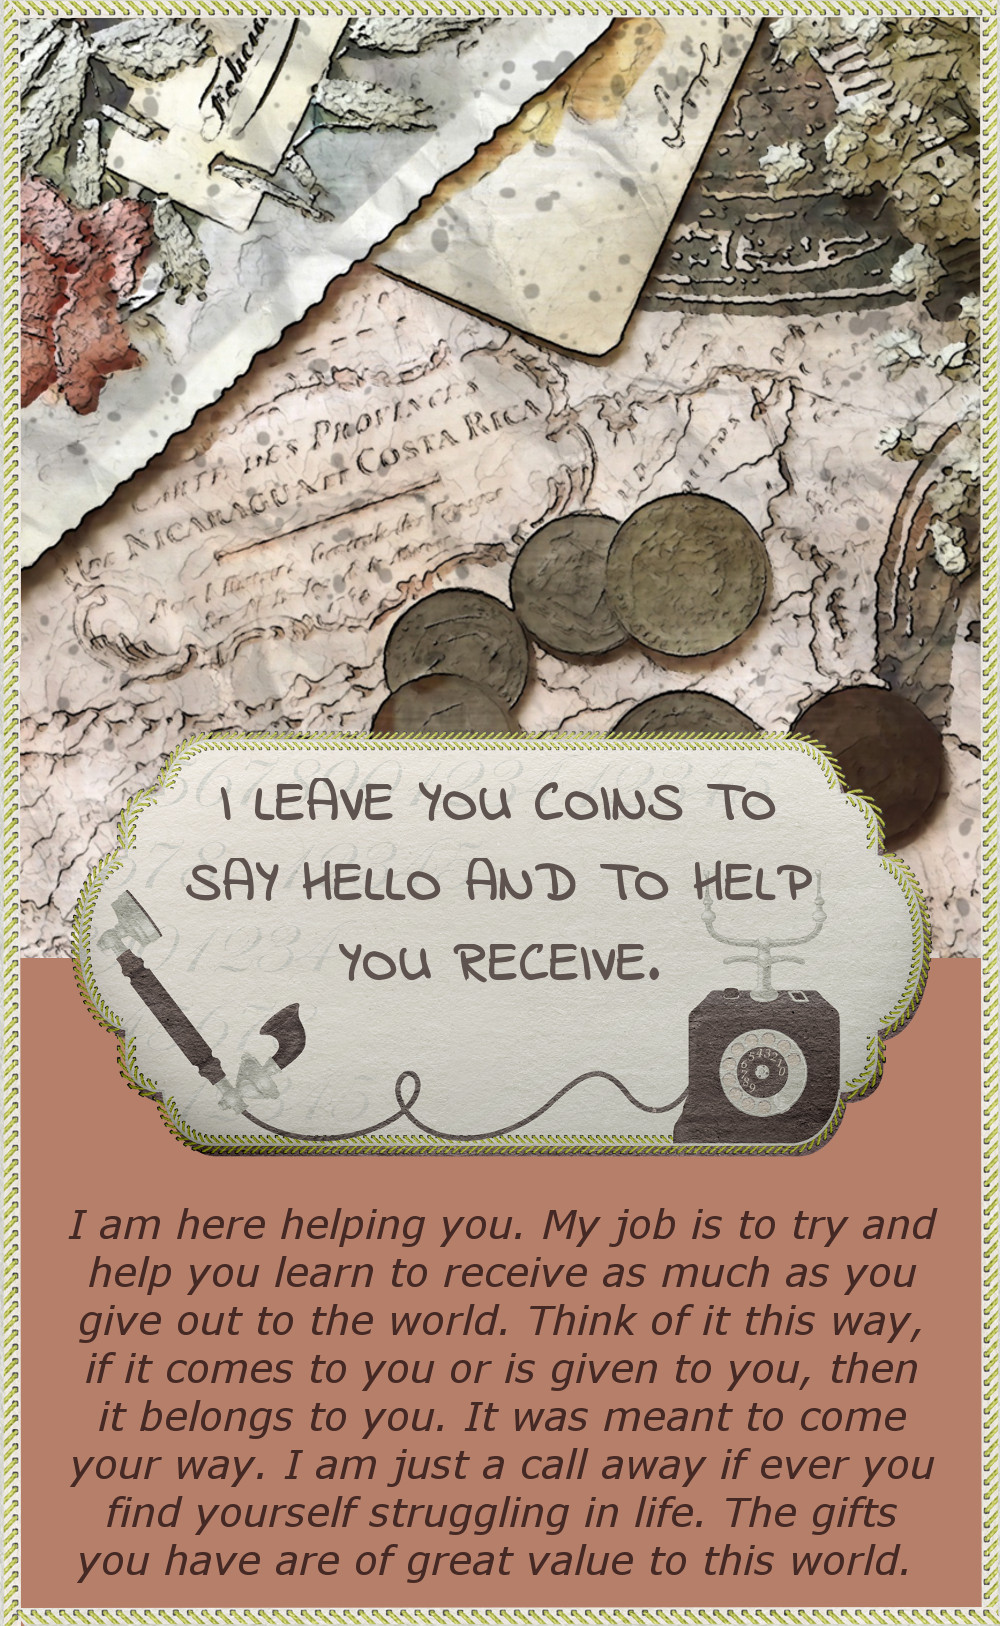 Felicad
CARTE DES PROVINCES
DE NICARAGUA ET COSTA RICA
I LEAVE YOU COINS TO
SAY HELLO AND TO HELP
YOU RECEIVE.
I am here helping you. My job is to try and
help you learn to receive as much as you
give out to the world. Think of it this way,
if it comes to you or is given to you, then
it belongs to you. It was meant to come
your way. I am just a call away if ever you
find yourself struggling in life. The gifts
you have are of great value to this world.